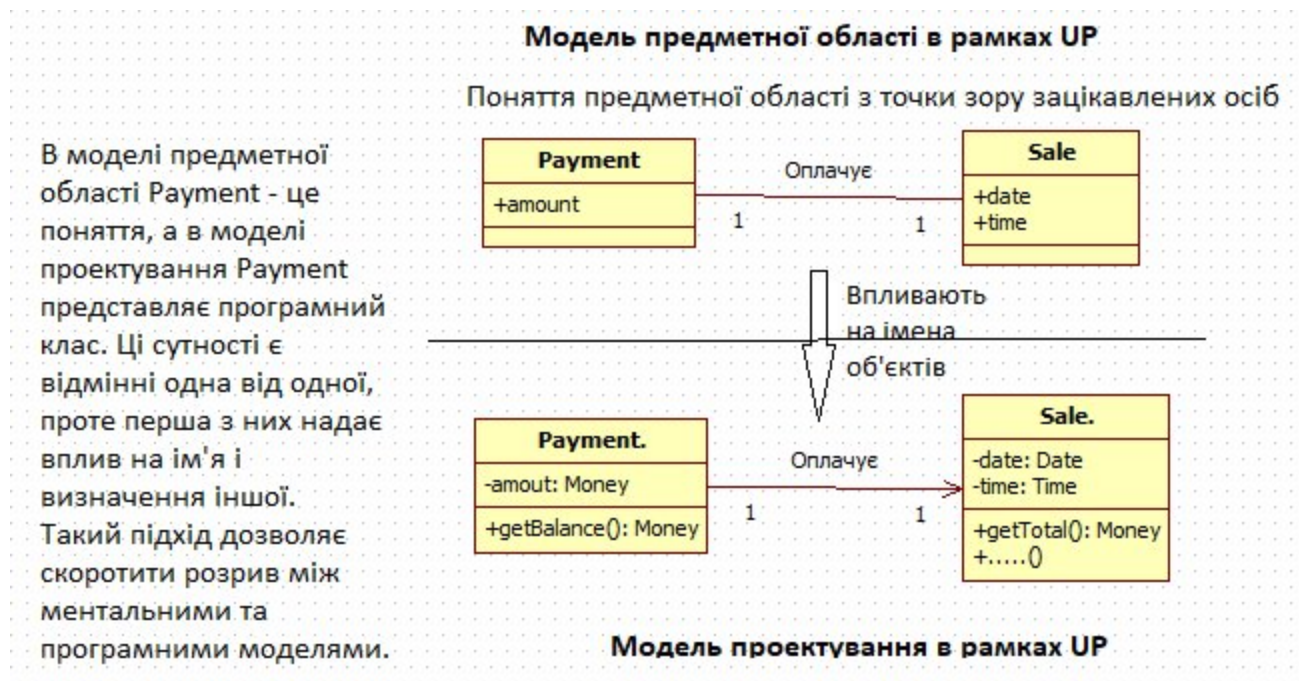 Модель предметної області в рамках UP
Поняття предметної області з точки зору зацікавлених осіб
В моделі предметної
області Payment - це
поняття, а в моделі
проектування Payment
представляє програмний
клас. Ці сутності є
відмінні одна від одної,
проте перша з них надає
вплив на ім'я і
визначення іншої.
Такий підхід дозволяє
скоротити розрив між
ментальними та
програмними моделями.
Payment
+amount
Оплачує
1
1
Sale
+date
+time
Впливають
на імена
об'єктів
Payment.
-amout: Money
+getBalance(): Money
Оплачує
1
1
Sale.
-date: Date
-time: Time
+getTotal(): Money
+.....()
Модель проектування в рамках UP